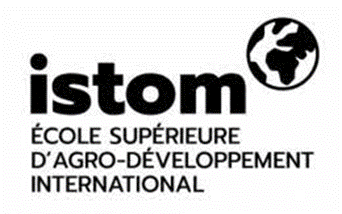 istom
ÉCOLE SUPÉRIEURE
D'AGRO-DÉVELOPPEMENT
INTERNATIONAL